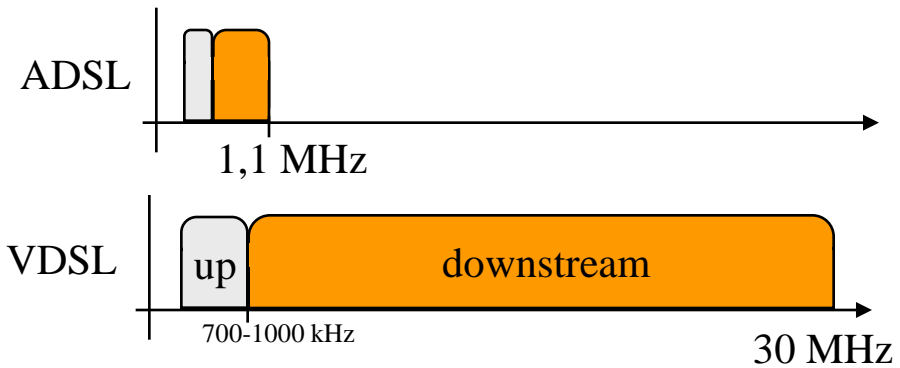 ADSL
1,1 MHz
VDSL
up
downstream
700-1000 kHz
30 MHz